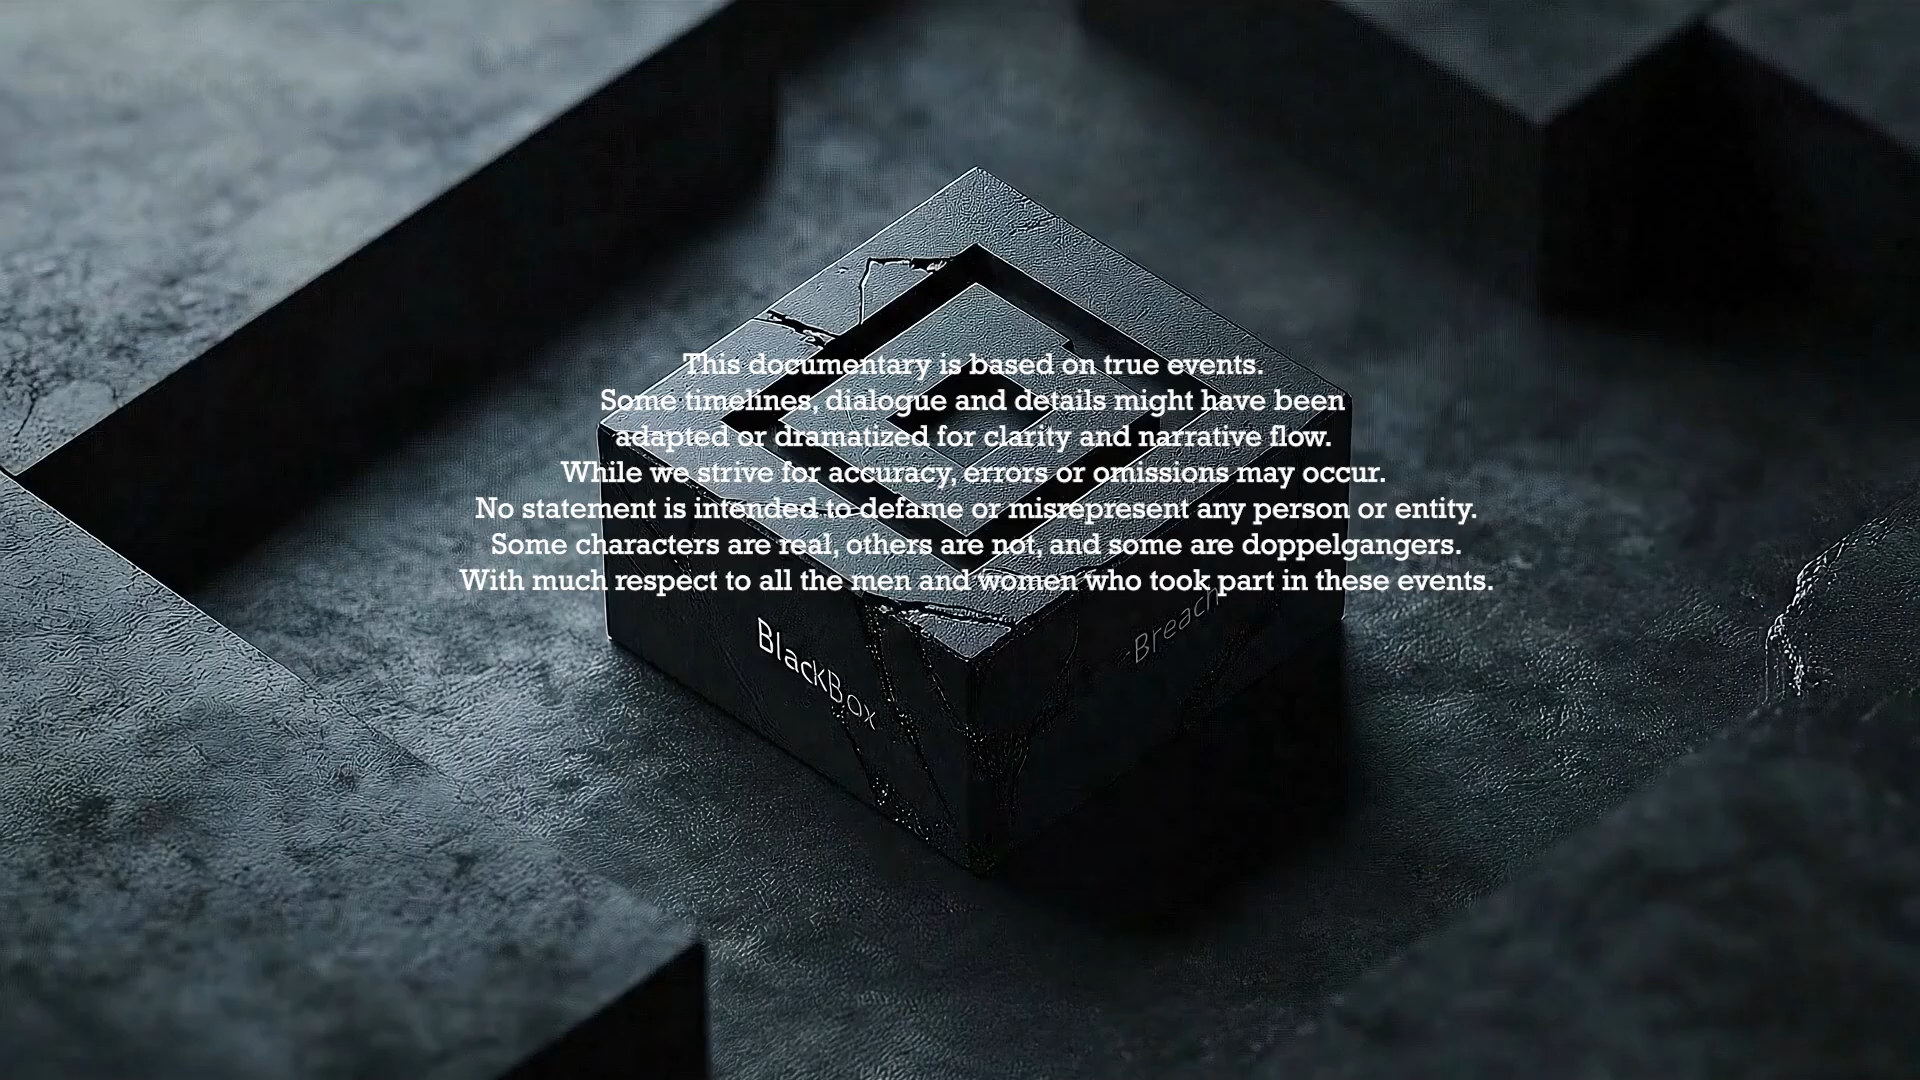 This documentary is based on true events.
Some timelines, dialogue and details might have been
adapted or dramatized for clarity and narrative flow.
While we strive for accuracy, errors or omissions may occur.
No statement is intended to defame or misrepresent any person or entity.
Some characters are real, others are not, and some are doppelgangers.
With much respect to all the men and women who took part in these events.
BlackBox
Breach